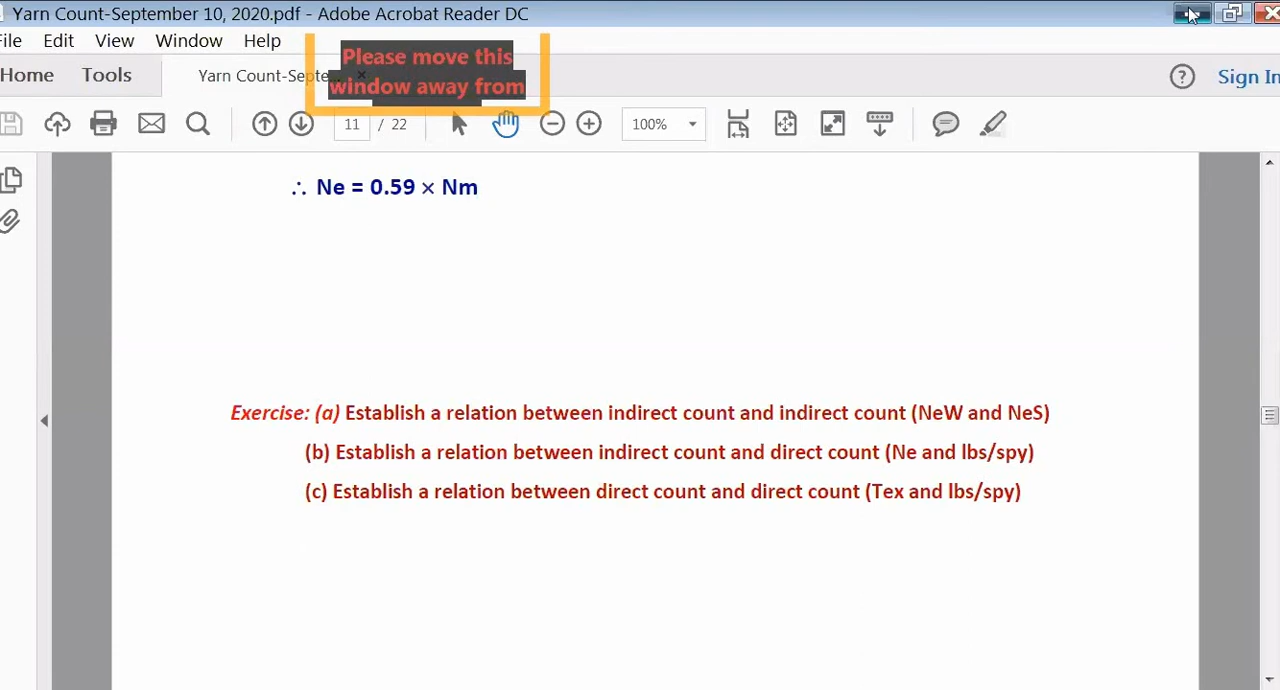 Yarn Count-September 10, 2020.pdf - Adobe Acrobat Reader DC
File Edit View Window Help
Home Tools Yarn Count-Septe... × Sign In
Please move this
window away from
11 / 22 100%
∴ Ne = 0.59 × Nm
Exercise: (a) Establish a relation between indirect count and indirect count (NeW and NeS)
(b) Establish a relation between indirect count and direct count (Ne and lbs/spy)
(c) Establish a relation between direct count and direct count (Tex and lbs/spy)